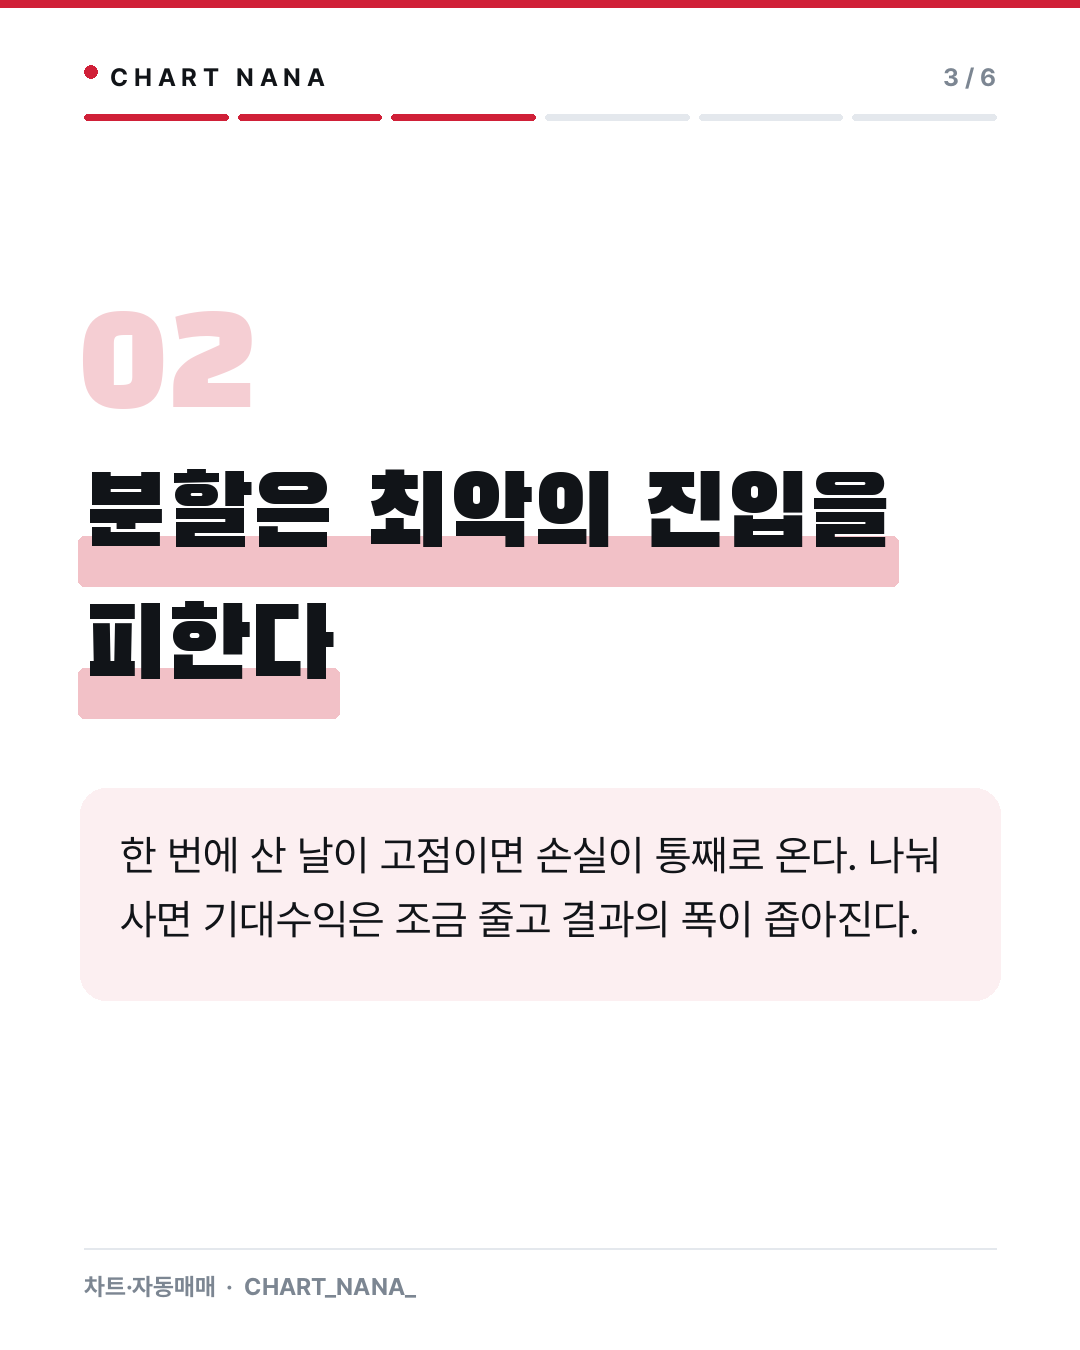 CHART NANA
3 / 6
02
분할은 최악의 진입을
피한다
한 번에 산 날이 고점이면 손실이 통째로 온다. 나눠
사면 기대수익은 조금 줄고 결과의 폭이 좁아진다.
차트·자동매매 · CHART_NANA_